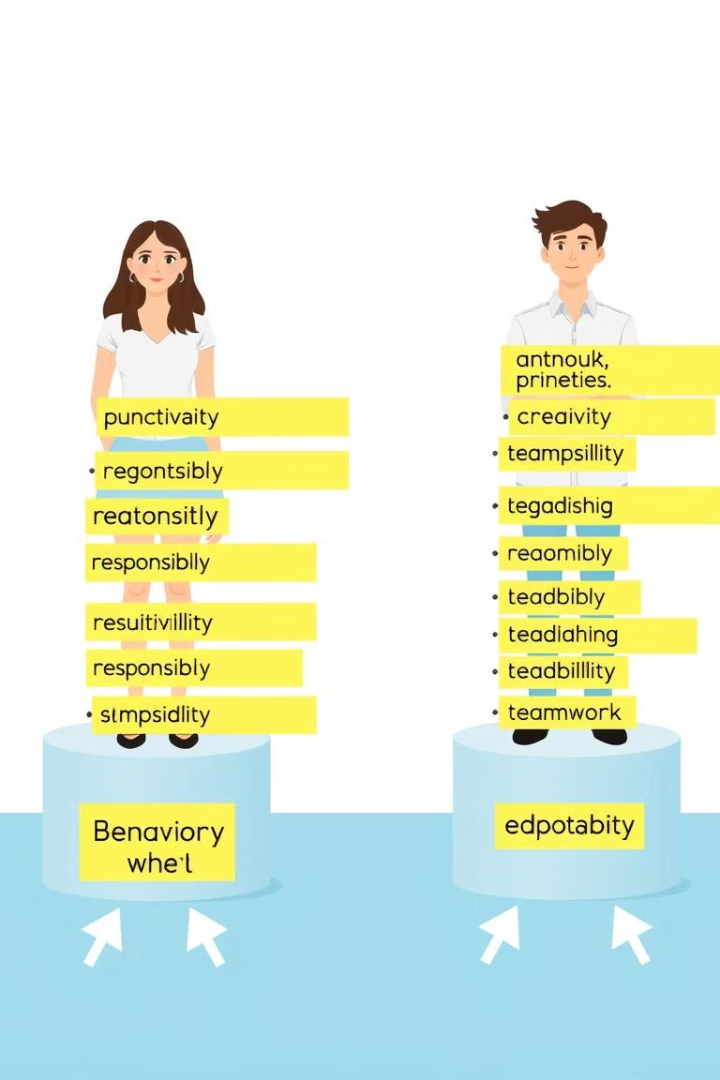 punctivaity
regontsibly
reatonsitly
responsiblly
resuitivillity
responsibly
stmpsidlity
Benaviory
whe't
antnouk,
prineties.
creaivity
teampsillity
tegadishig
reaomibly
teadbibly
teadiahing
teadbilllity
teamwork
edpotabity